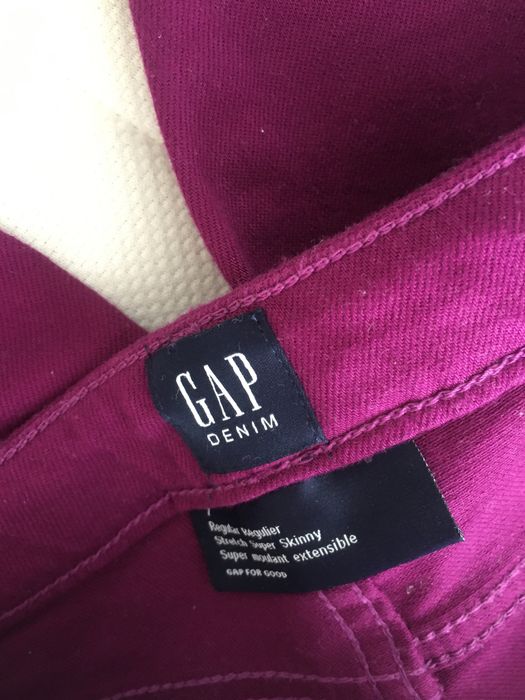 GAP
DENIM
Regular Régulier
Stretch Super Skinny
Super moulant extensible
GAP FOR GOOD